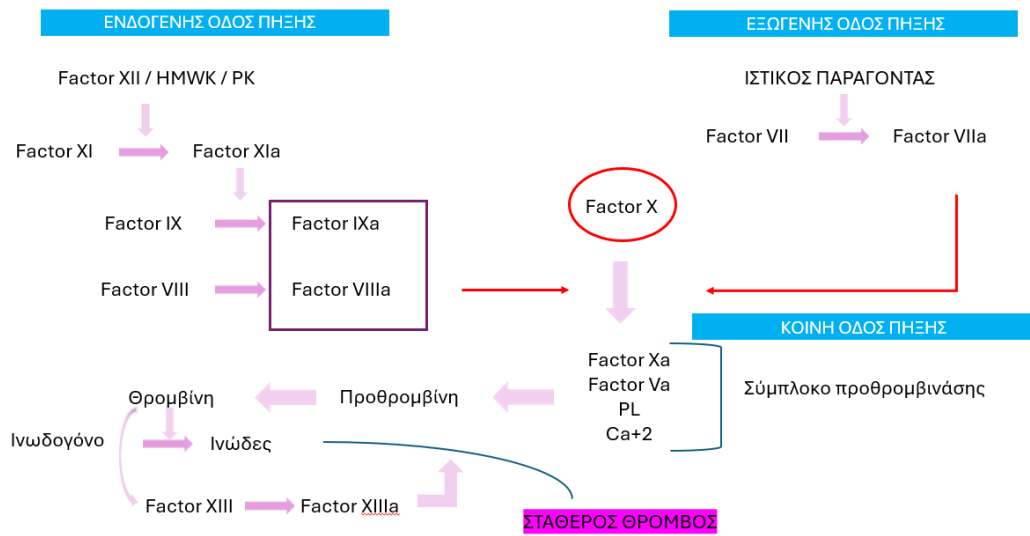 ΕΝΔΟΓΕΝΗΣ ΟΔΟΣ ΠΗΞΗΣ
ΕΞΩΓΕΝΗΣ ΟΔΟΣ ΠΗΞΗΣ
Factor XII / HMWK / PK
ΙΣΤΙΚΟΣ ΠΑΡΑΓΟΝΤΑΣ
Factor XI
Factor XIa
Factor VII
Factor VIIa
Factor IX
Factor IXa
Factor X
Factor VIII
Factor VIIIa
ΚΟΙΝΗ ΟΔΟΣ ΠΗΞΗΣ
Factor Xa
Factor Va
PL
Ca+2
Σύμπλοκο προθρομβινάσης
Προθρομβίνη
Θρομβίνη
Ινωδογόνο
Ινώδες
Factor XIII
Factor XIIIa
ΣΤΑΘΕΡΟΣ ΘΡΟΜΒΟΣ